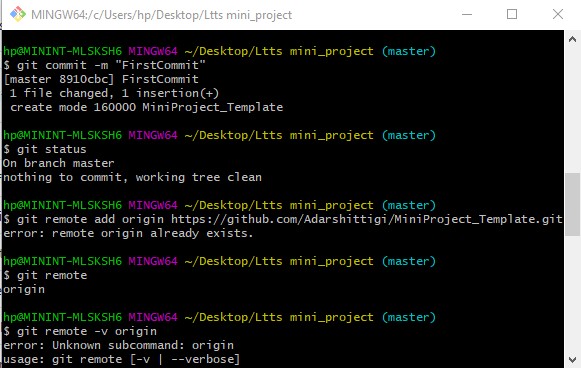 MINGW64:/c/Users/hp/Desktop/Ltts mini_project
hp@MININT-MLSKSH6 MINGW64 ~/Desktop/Ltts mini_project (master)
$ git commit -m "FirstCommit"
[master 8910cbc] FirstCommit
1 file changed, 1 insertion(+)
create mode 160000 MiniProject_Template
hp@MININT-MLSKSH6 MINGW64 ~/Desktop/Ltts mini_project (master)
$ git status
On branch master
nothing to commit, working tree clean
hp@MININT-MLSKSH6 MINGW64 ~/Desktop/Ltts mini_project (master)
$ git remote add origin https://github.com/Adarshittigi/MiniProject_Template.git
error: remote origin already exists.
hp@MININT-MLSKSH6 MINGW64 ~/Desktop/Ltts mini_project (master)
$ git remote
origin
hp@MININT-MLSKSH6 MINGW64 ~/Desktop/Ltts mini_project (master)
$ git remote -v origin
error: Unknown subcommand: origin
usage: git remote [-v | --verbose]